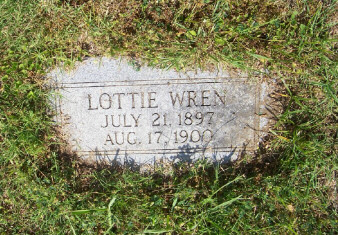 LOTTIE WREN
JULY 21, 1897
AUG. 17, 1900